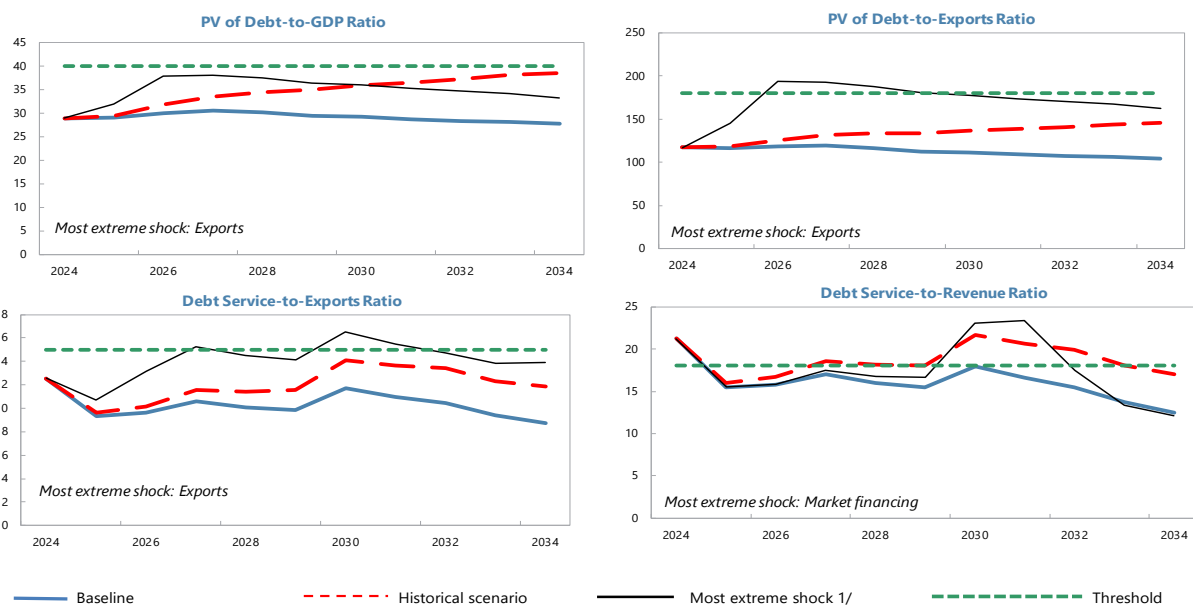 PV of Debt-to-GDP Ratio
45
40
35
30
25
20
15
10
5
0
Most extreme shock: Exports
2024 2026 2028 2030 2032 2034
PV of Debt-to-Exports Ratio
250
200
150
100
50
0
Most extreme shock: Exports
2024 2026 2028 2030 2032 2034
Debt Service-to-Exports Ratio
8
6
4
2
0
8
6
4
2
0
Most extreme shock: Exports
2024 2026 2028 2030 2032 2034
Debt Service-to-Revenue Ratio
25
20
15
10
5
0
Most extreme shock: Market financing
2024 2026 2028 2030 2032 2034
Baseline Historical scenario Most extreme shock 1/ Threshold